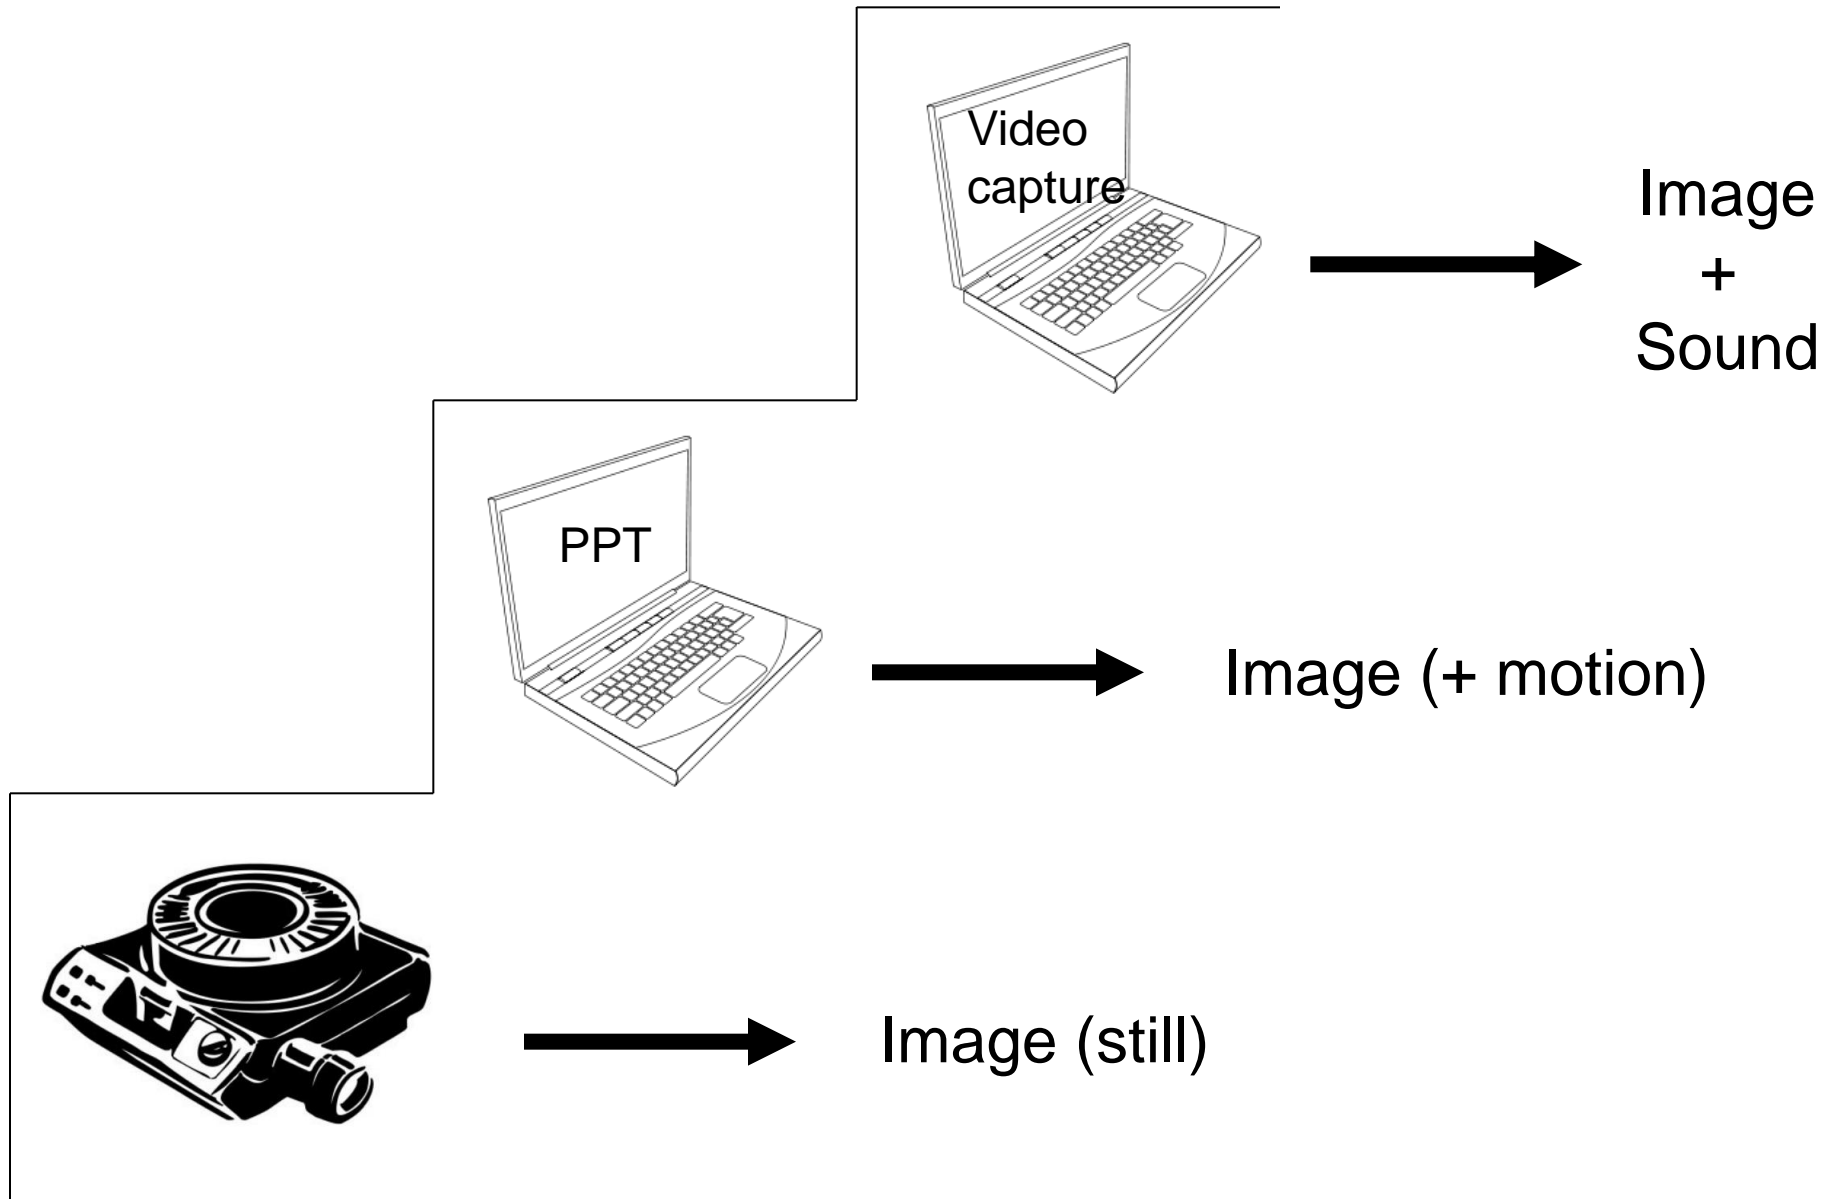 Video
capture
Image
+
Sound
PPT
Image (+ motion)
Image (still)